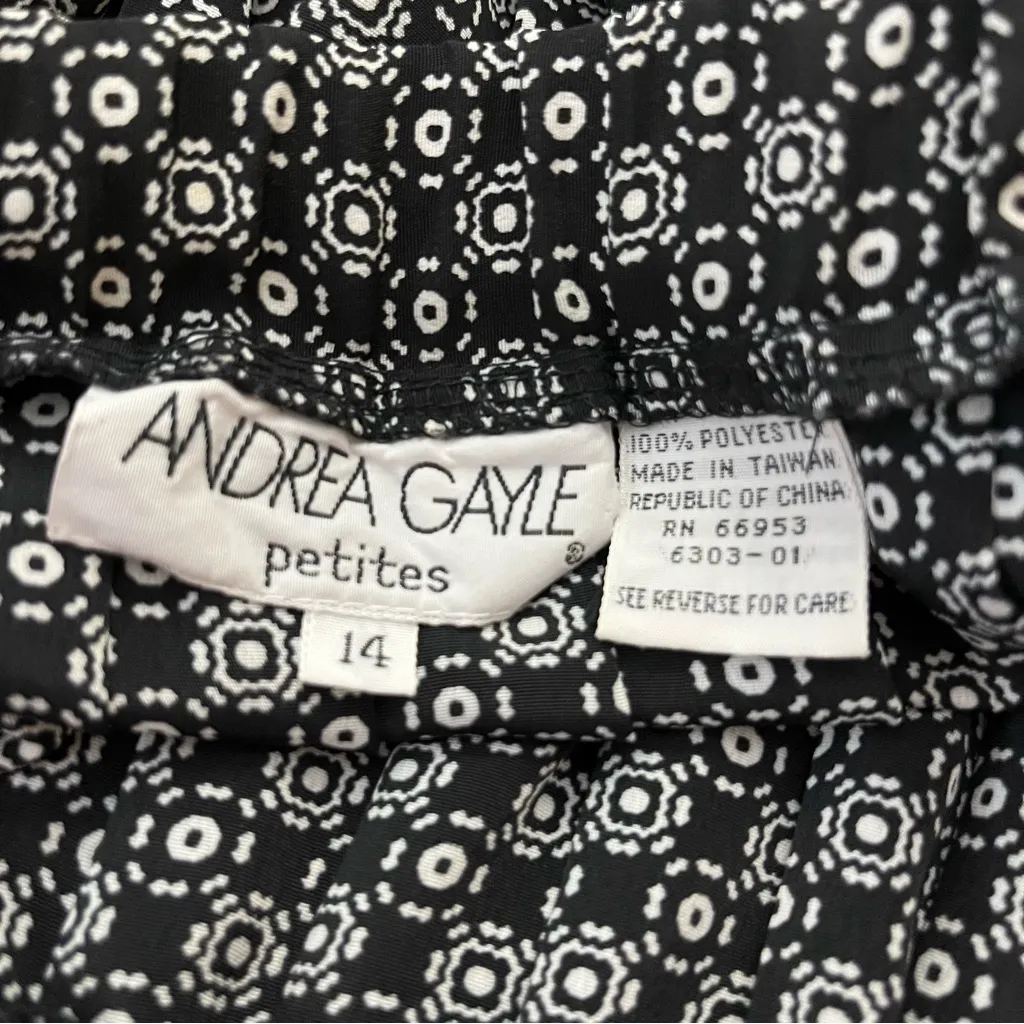 ANDREA GAYLE
petites
®
14
100% POLYESTER
MADE IN TAIWAN
REPUBLIC OF CHINA
RN 66953
6303-01
SEE REVERSE FOR CARE